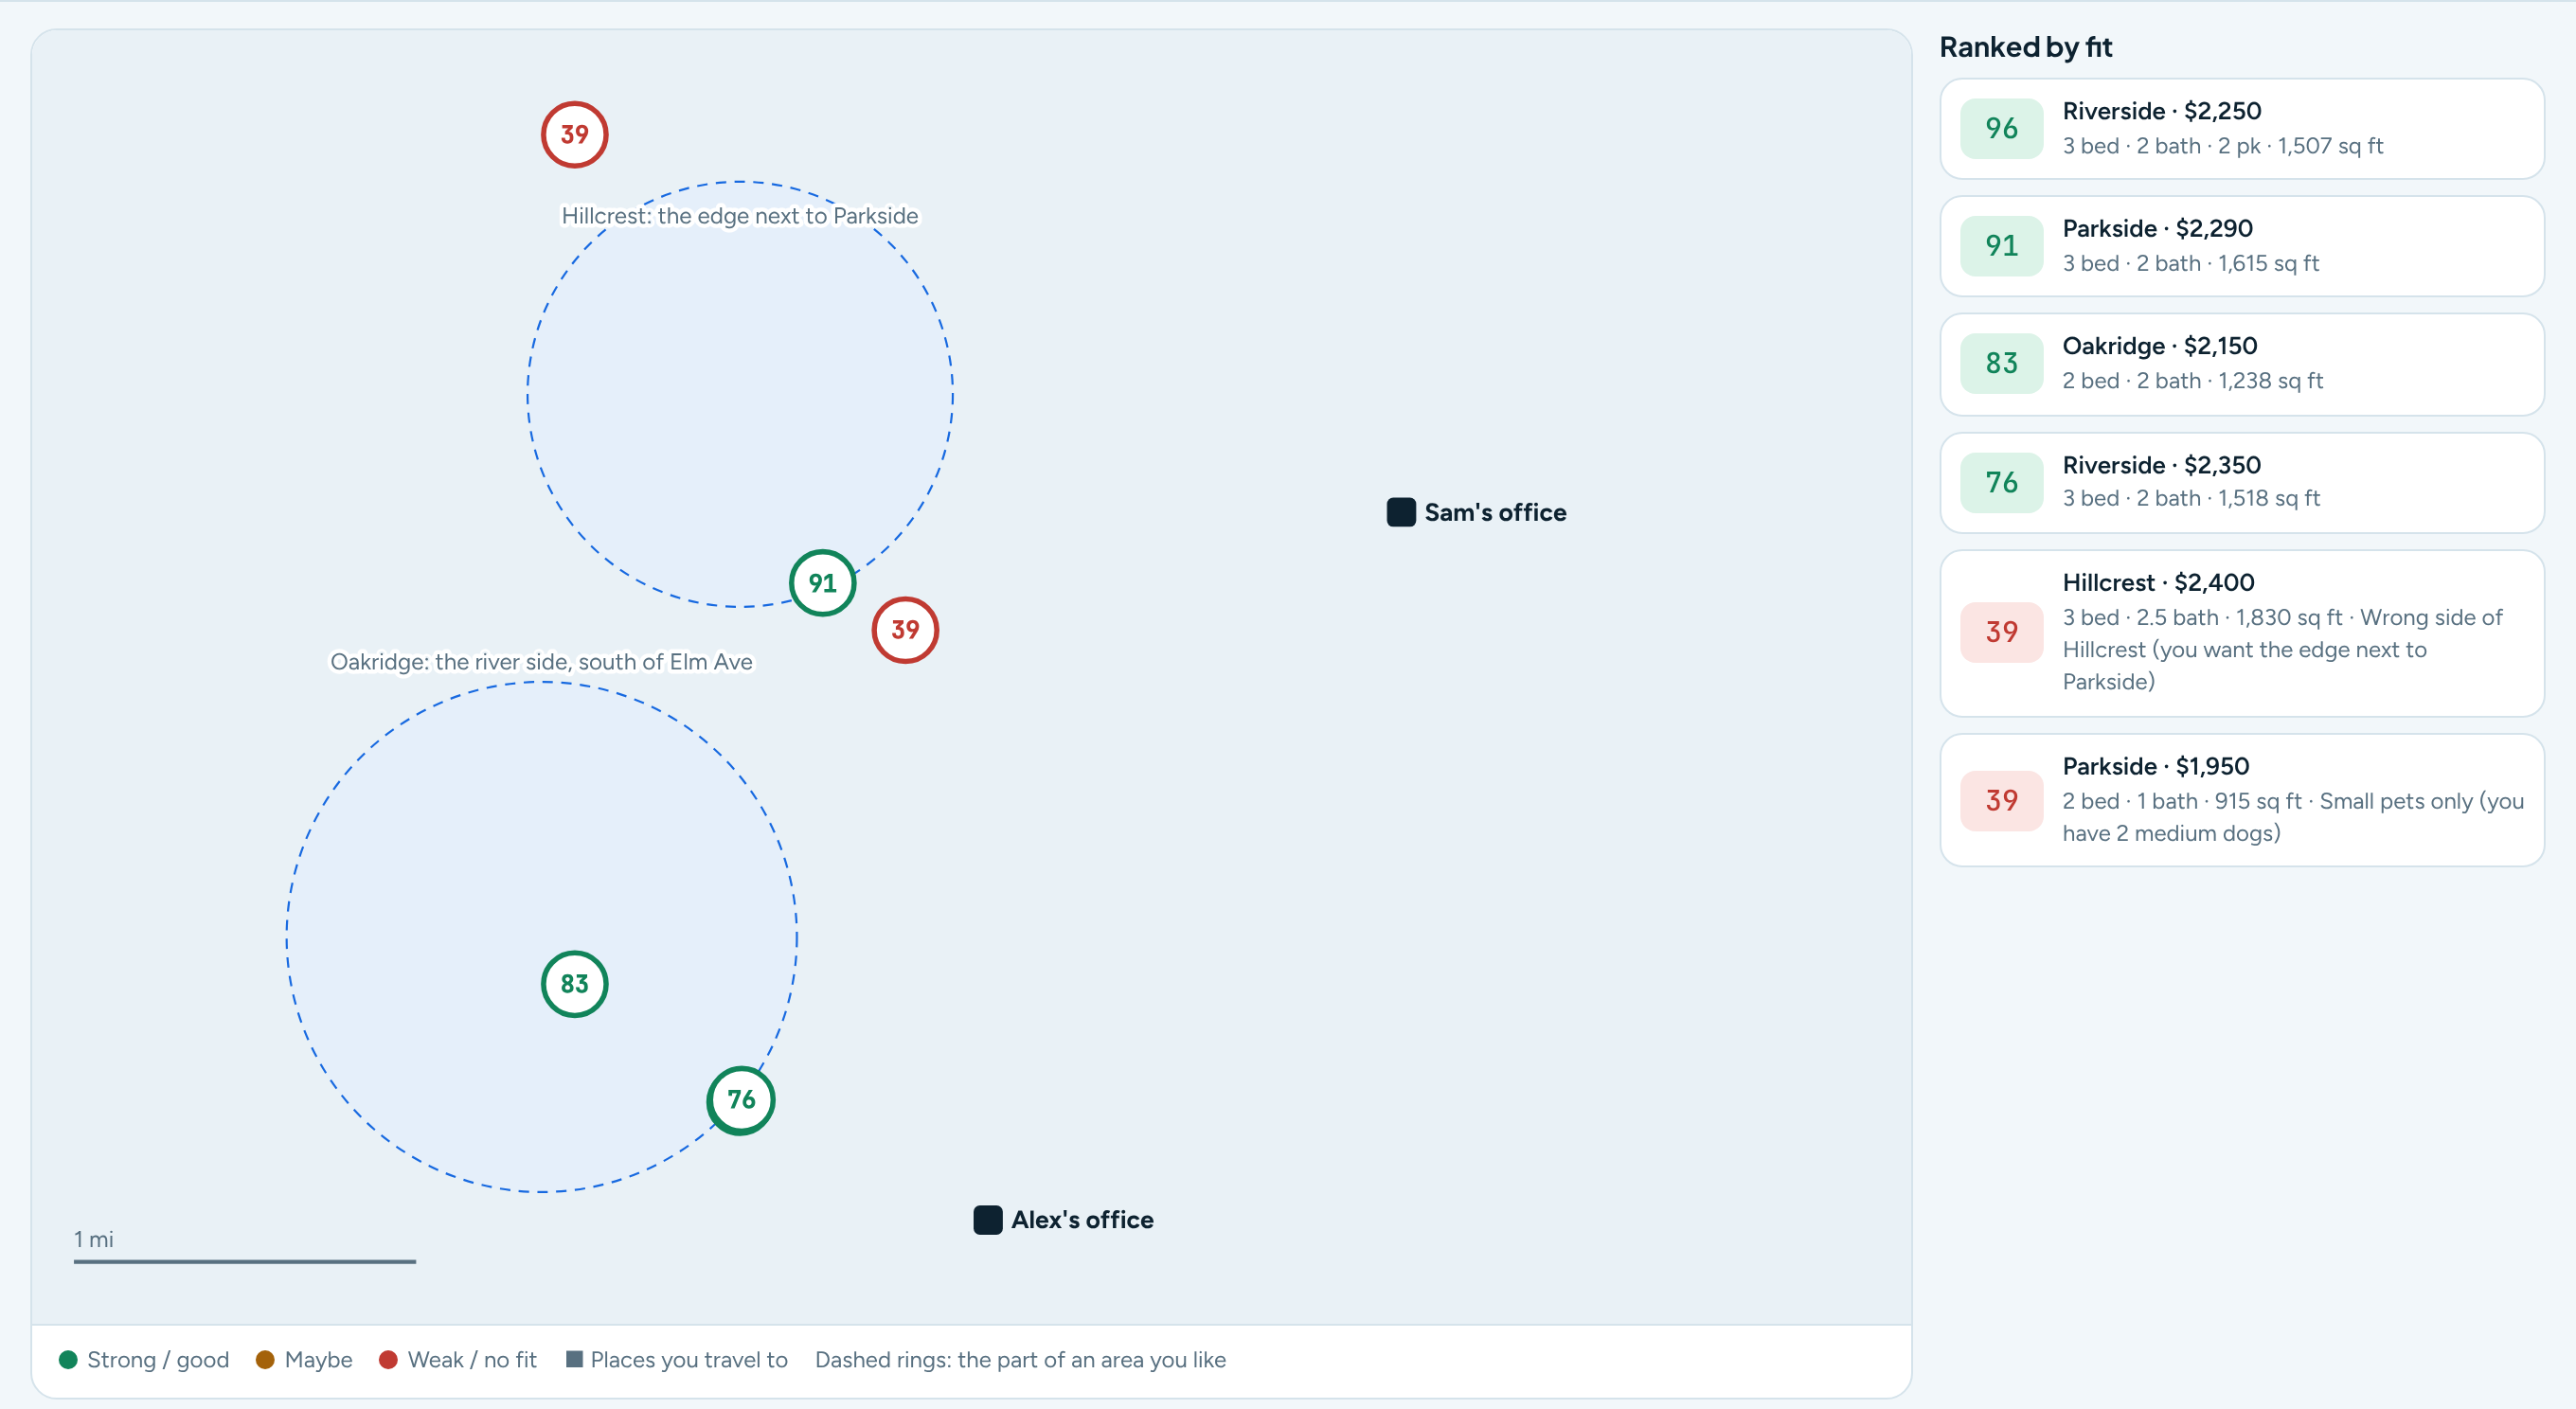 39
Hillcrest: the edge next to Parkside
Sam's office
91
39
Oakridge: the river side, south of Elm Ave
83
76
Alex's office
1 mi
Strong / good
Maybe
Weak / no fit
Places you travel to
Dashed rings: the part of an area you like
Ranked by fit
96
Riverside · $2,250
3 bed · 2 bath · 2 pk · 1,507 sq ft
91
Parkside · $2,290
3 bed · 2 bath · 1,615 sq ft
83
Oakridge · $2,150
2 bed · 2 bath · 1,238 sq ft
76
Riverside · $2,350
3 bed · 2 bath · 1,518 sq ft
39
Hillcrest · $2,400
3 bed · 2.5 bath · 1,830 sq ft · Wrong side of
Hillcrest (you want the edge next to
Parkside)
39
Parkside · $1,950
2 bed · 1 bath · 915 sq ft · Small pets only (you
have 2 medium dogs)